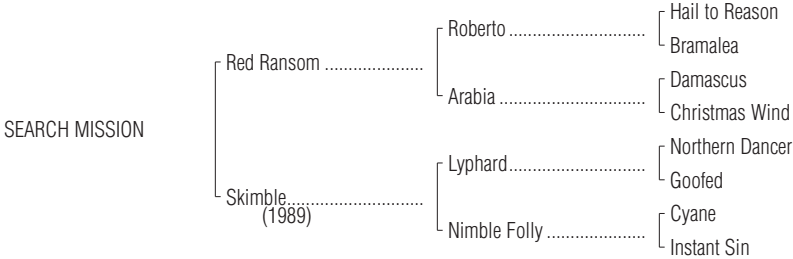 Hail to Reason
Roberto ..............................
Bramalea
Red Ransom .....................
Damascus
Arabia ................................
Christmas Wind
SEARCH MISSION
Northern Dancer
Lyphard..............................
Goofed
Skimble..............................
(1989)
Cyane
Nimble Folly .....................
Instant Sin